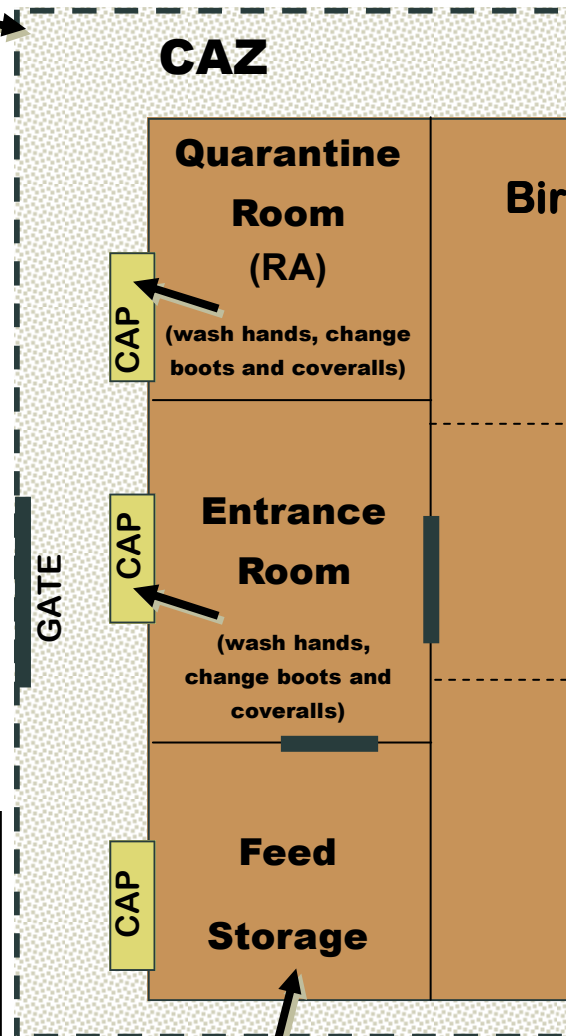 CAZ
Quarantine
Room
(RA)
(wash hands, change
boots and coveralls)
CAP
Bir
Entrance
Room
(wash hands,
change boots and
coveralls)
CAP
GATE
Feed
Storage
CAP